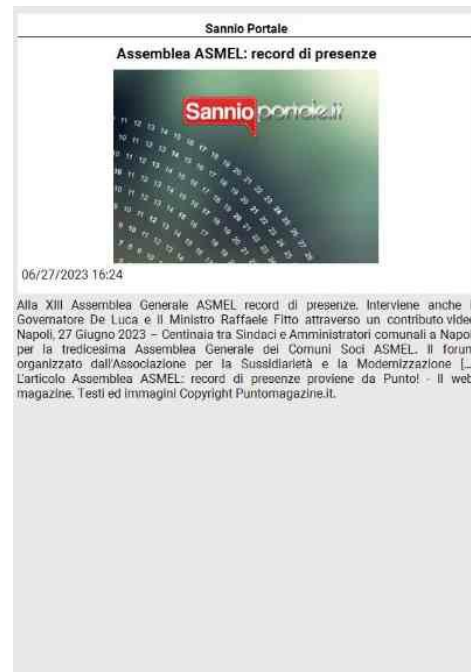 Sannio Portale
Assemblea ASMEL: record di presenze
Sannioportale.it
06/27/2023 16:24
Alla XIII Assemblea Generale ASMEL record di presenze. Interviene anche
Governatore De Luca e il Ministro Raffaele Fitto attraverso un contributo video
Napoli, 27 Giugno 2023 – Centinaia tra Sindaci e Amministratori comunali a Napol
per la tredicesima Assemblea Generale dei Comuni Soci ASMEL. Il forum
organizzato dall'Associazione per la Sussidiarietà e la Modernizzazione [...
L'articolo Assemblea ASMEL: record di presenze proviene da Punto! - Il web
magazine. Testi ed immagini Copyright Puntomagazine.it.